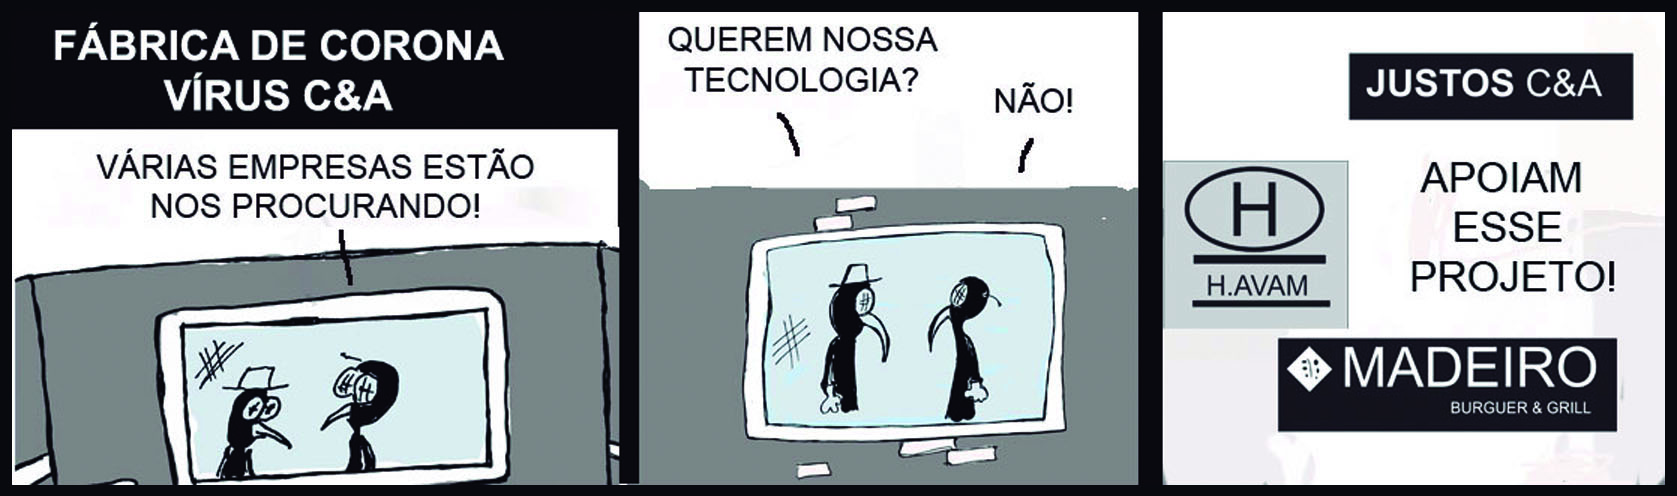 FÁBRICA DE CORONA
VÍRUS C&A
VÁRIAS EMPRESAS ESTÃO
NOS PROCURANDO!
QUEREM NOSSA
TECNOLOGIA?
NÃO!
JUSTOS C&A
H
H.AVAM
APOIAM
ESSE
PROJETO!
MADEIRO
BURGUER & GRILL